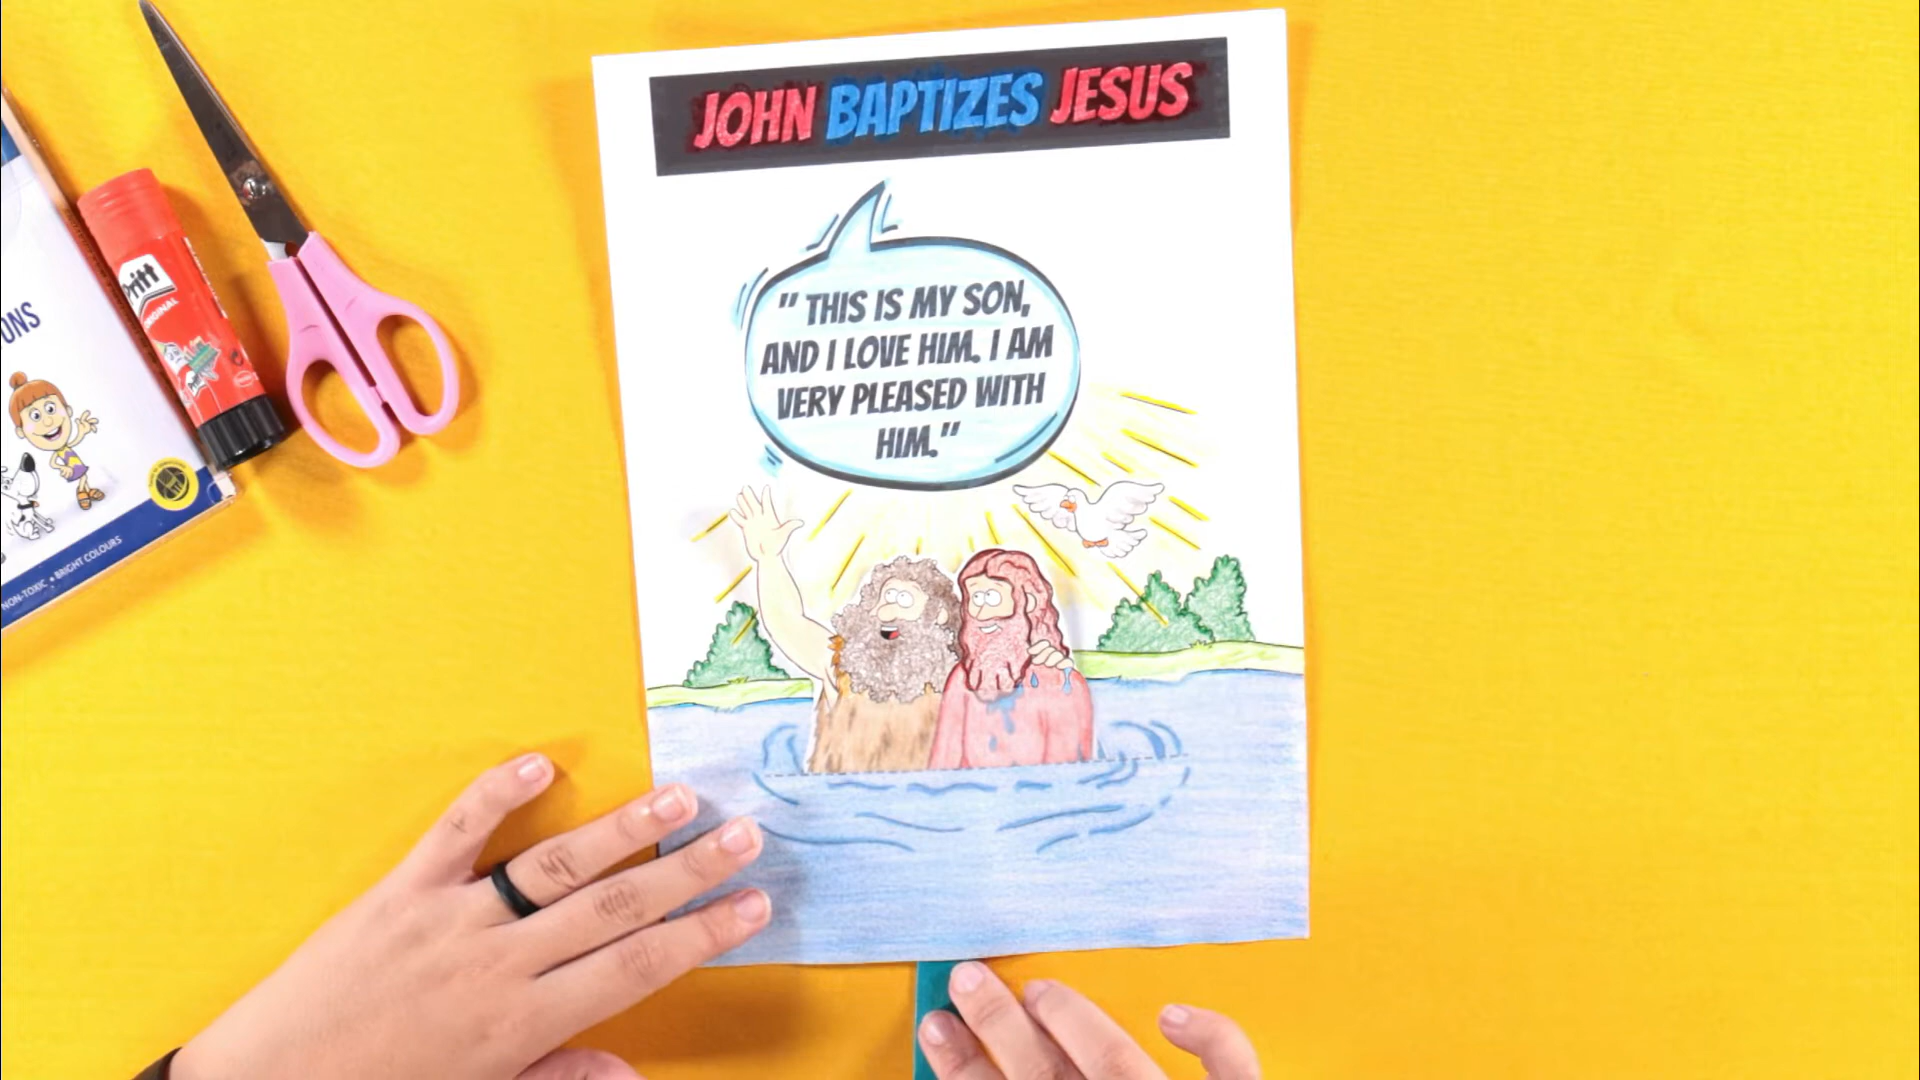 JOHN BAPTIZES JESUS
" THIS IS MY SON,
AND I LOVE HIM. I AM
VERY PLEASED WITH
HIM."
Pritt
ORIGINAL
ONS
NON-TOXIC • BRIGHT COLOURS